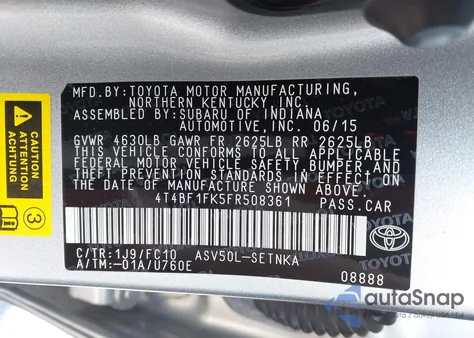 MFD.BY:TOYOTA MOTOR MANUFACTURING,
NORTHERN KENTUCKY,INC.
ASSEMBLED BY:SUBARU OF INDIANA
AUTOMOTIVE,INC. 06/15
GVWR 4630LB GAWR FR 2625LB RR 2625LB
THIS VEHICLE CONFORMS TO ALL APPLICABLE
FEDERAL MOTOR VEHICLE SAFETY,BUMPER,AND
THEFT PREVENTION STANDARDS IN EFFECT ON
THE DATE OF MANUFACTURE SHOWN ABOVE.
4T4BF1FK5FR508361 PASS.CAR
C/TR:1J9/FC10 ASV50L-SETNKA
A/TM:-01A/U760E
08888
TOYOTA
CAUTION
ATTENTION
ACHTUNG
3
autoSnap